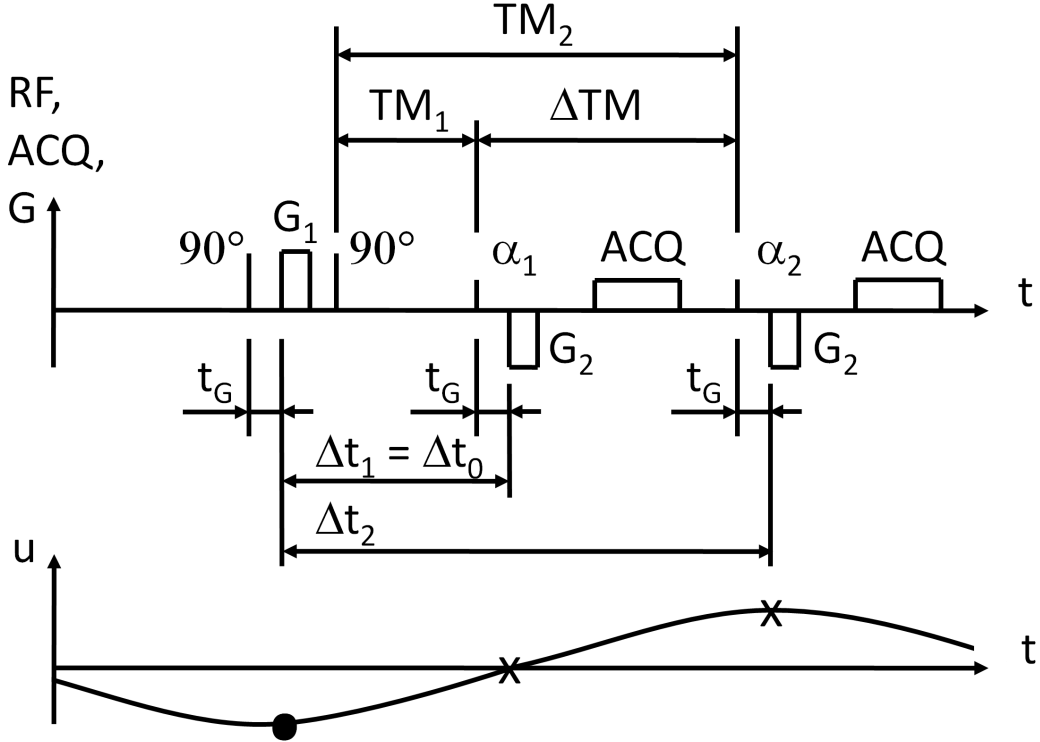 TM₂
RF,
ACQ,
G
TM₁ ΔTM
90° G₁ 90° α₁ ACQ α₂ ACQ
t
G₂ G₂
t_G t_G t_G
Δt₁ = Δt₀
Δt₂
u
t